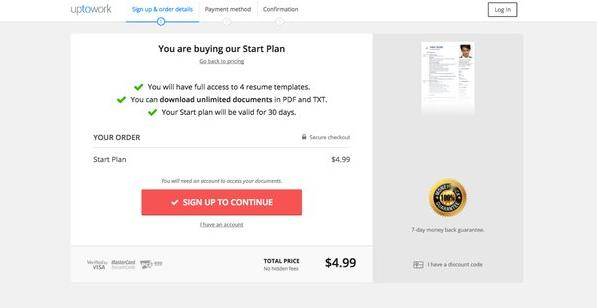 uptowork
Sign up & order details
Payment method
Confirmation
Log in
You are buying our Start Plan
Go back to pricing
You will have full access to 4 resume templates.
You can download unlimited documents in PDF and TXT.
Your Start plan will be valid for 30 days.
YOUR ORDER
Secure checkout
Start Plan
$4.99
You will need an account to access your documents.
SIGN UP TO CONTINUE
I have an account
Verified by
VISA
MasterCard
SecureCode
TOTAL PRICE
No hidden fees
$4.99
100%
GUARANTEE
7-day money back guarantee.
I have a discount code